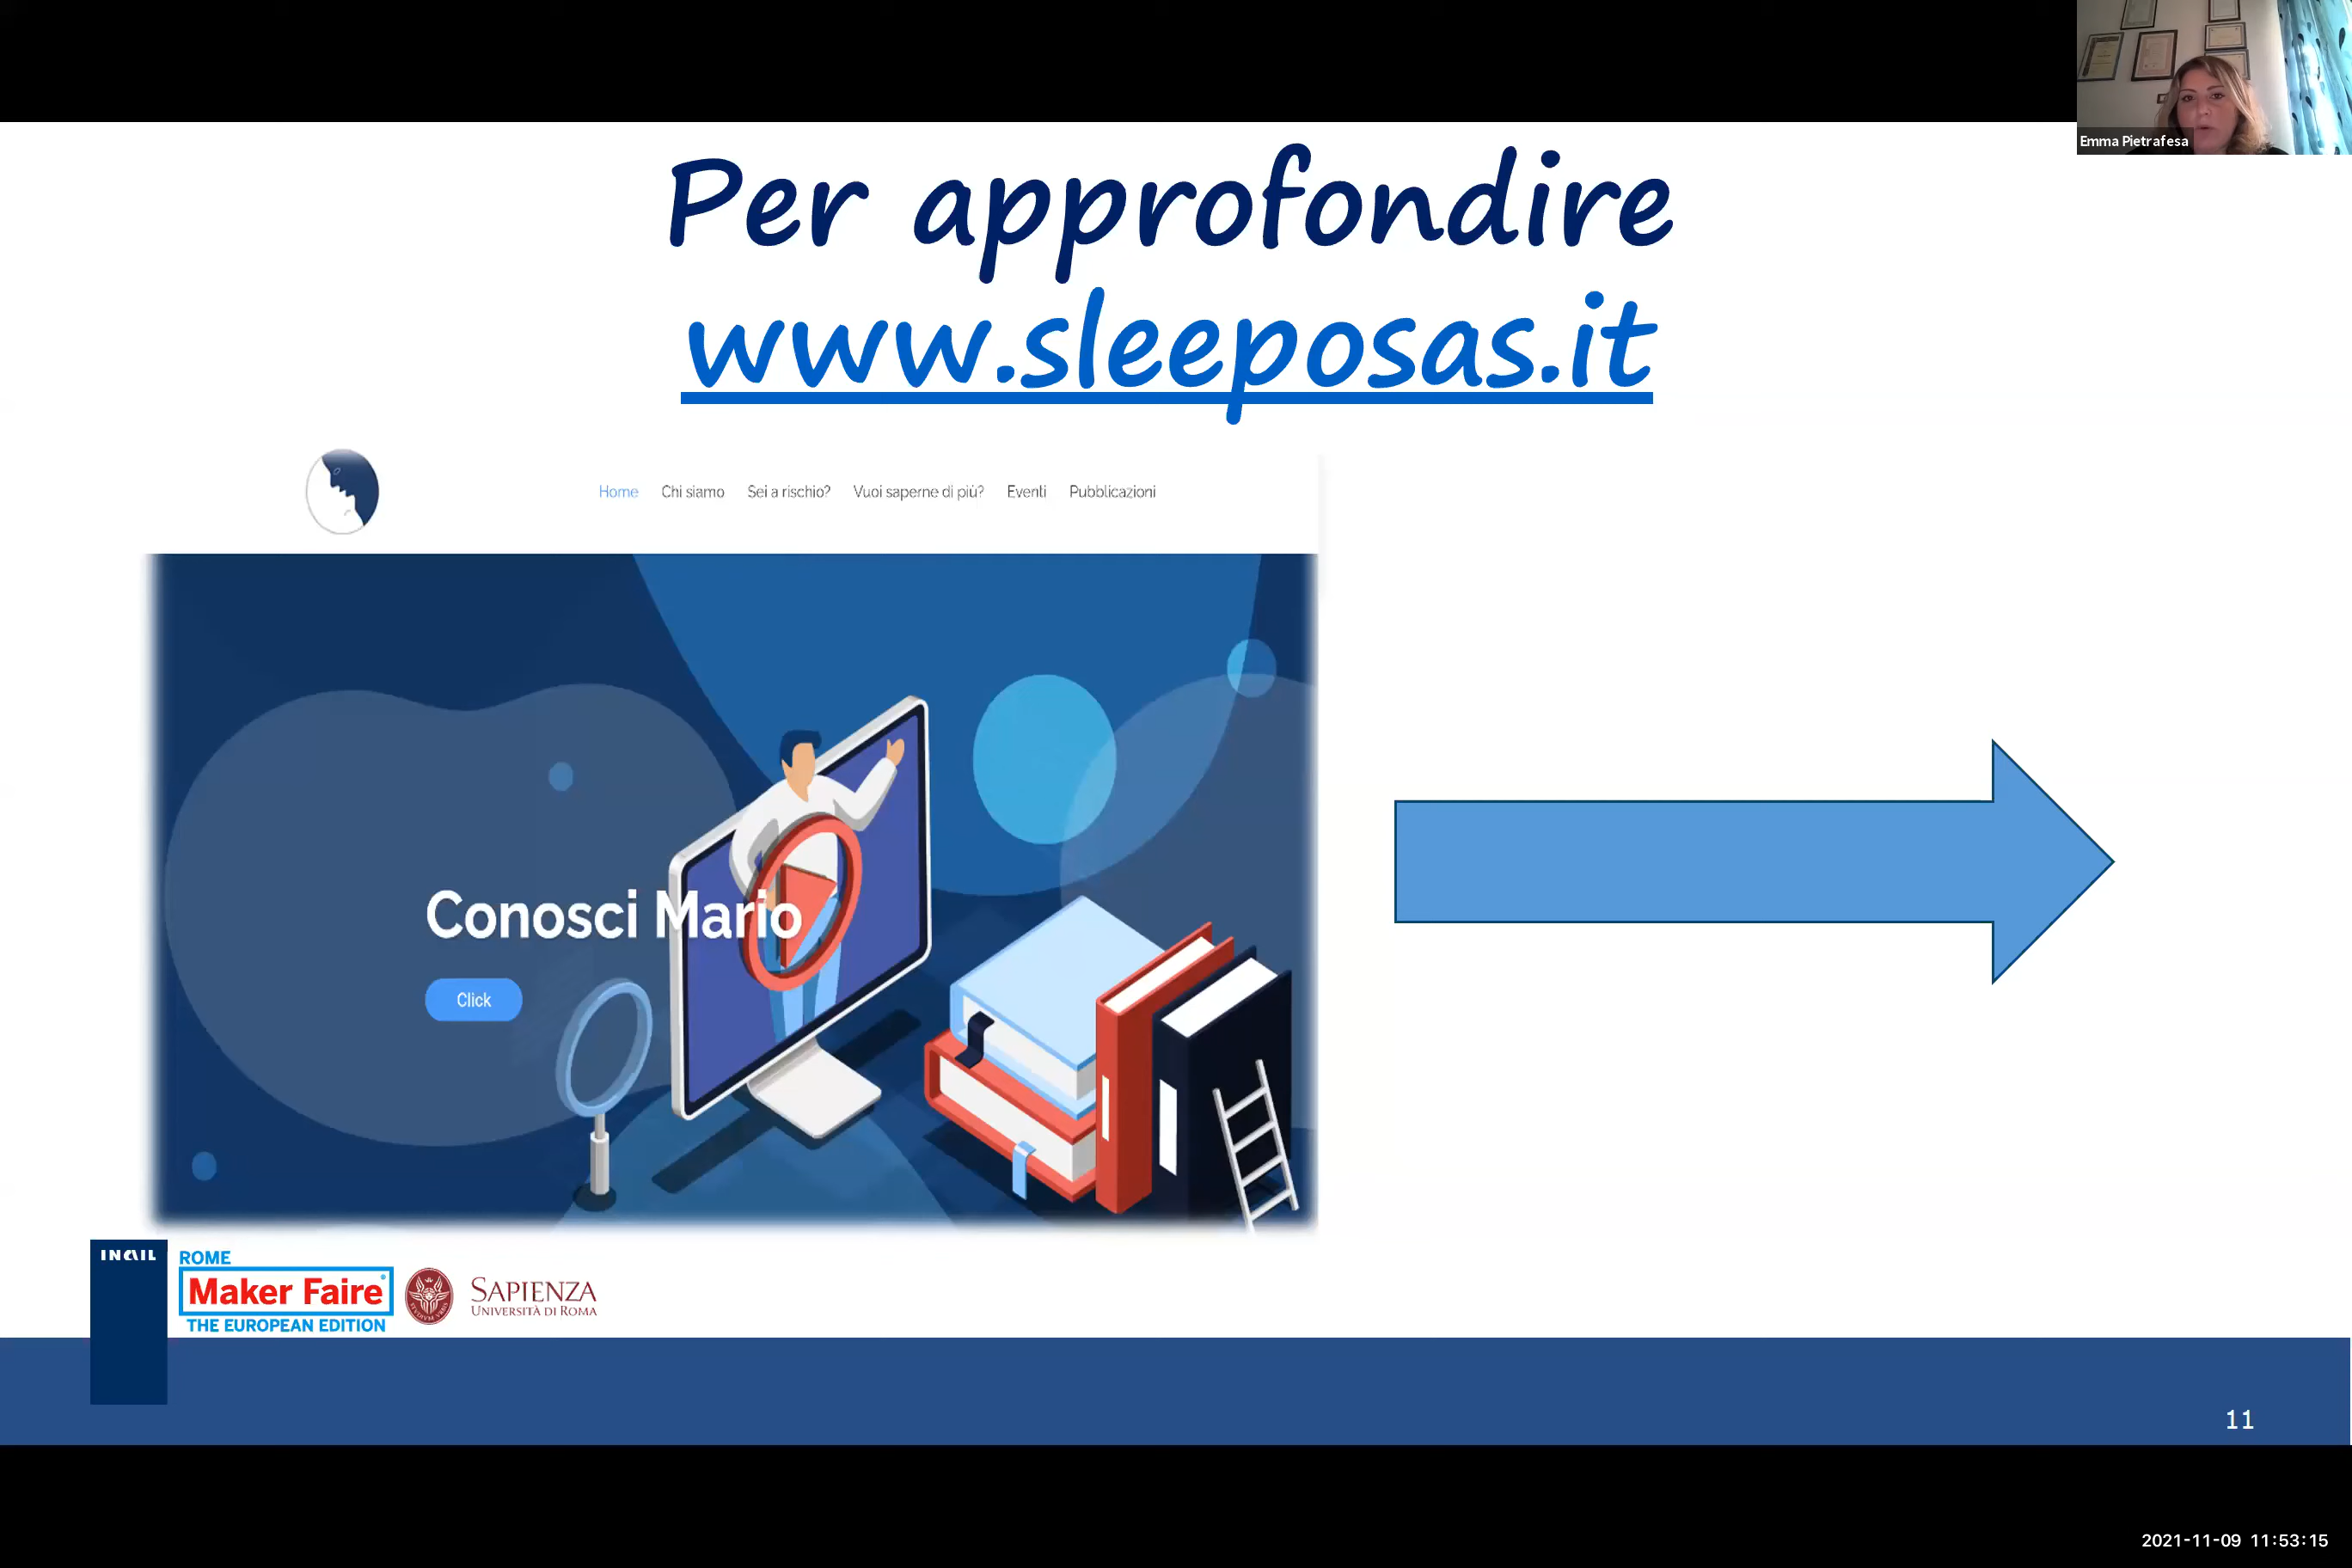 Emma Pietrafesa
Per approfondire
www.sleeposas.it
Home Chi siamo Sei a rischio? Vuoi saperne di più? Eventi Pubblicazioni
Conosci Mario
Click
INAIL
ROME
Maker Faire
THE EUROPEAN EDITION
SAPIENZA
UNIVERSITÀ DI ROMA
11
2021-11-09 11:53:15